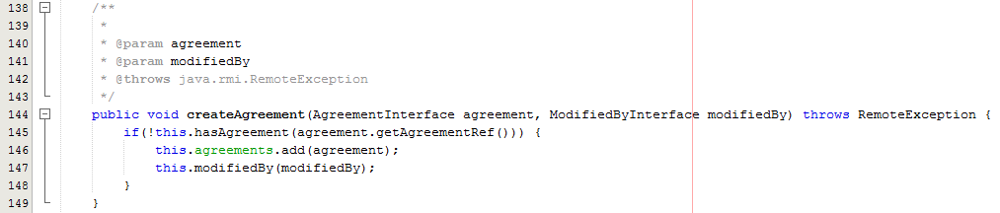 138 /**
139 *
140 * @param agreement
141 * @param modifiedBy
142 * @throws java.rmi.RemoteException
143 */
144 public void createAgreement(AgreementInterface agreement, ModifiedByInterface modifiedBy) throws RemoteException {
145 if(!this.hasAgreement(agreement.getAgreementRef())) {
146 this.agreements.add(agreement);
147 this.modifiedBy(modifiedBy);
148 }
149 }